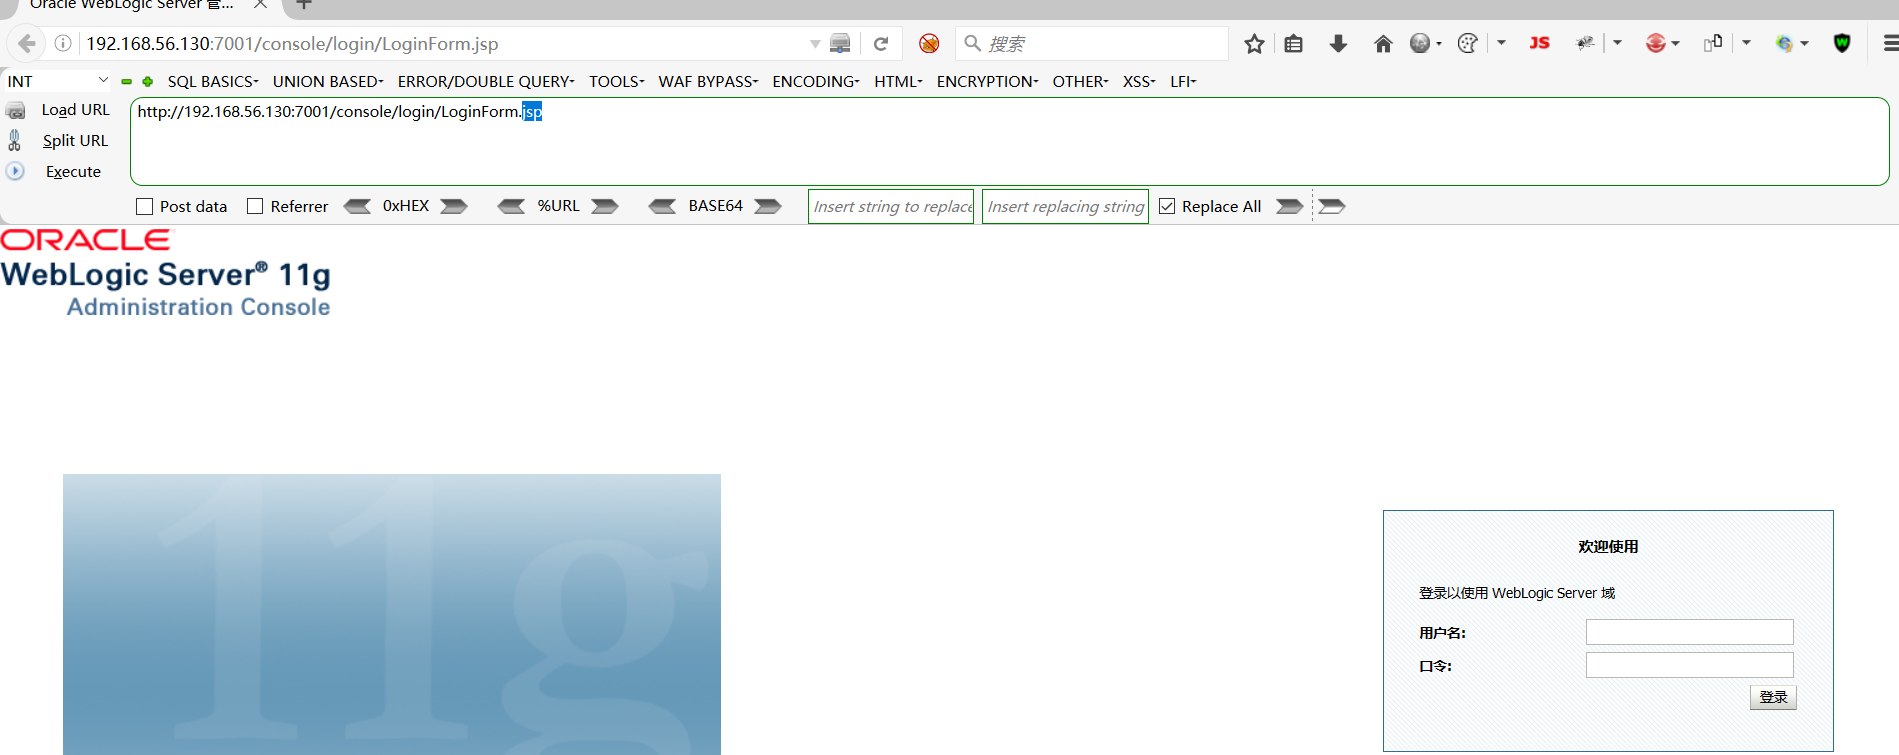 Oracle WebLogic Server 管...
192.168.56.130:7001/console/login/LoginForm.jsp
搜索
JS
INT
SQL BASICS UNION BASED ERROR/DOUBLE QUERY TOOLS WAF BYPASS ENCODING HTML ENCRYPTION OTHER XSS LFI
Load URL
http://192.168.56.130:7001/console/login/LoginForm.jsp
Split URL
Execute
Post data Referrer 0xHEX %URL BASE64 Insert string to replace Insert replacing string Replace All
ORACLE
WebLogic Server® 11g
Administration Console
11g
欢迎使用
登录以使用 WebLogic Server 域
用户名:
口令:
登录